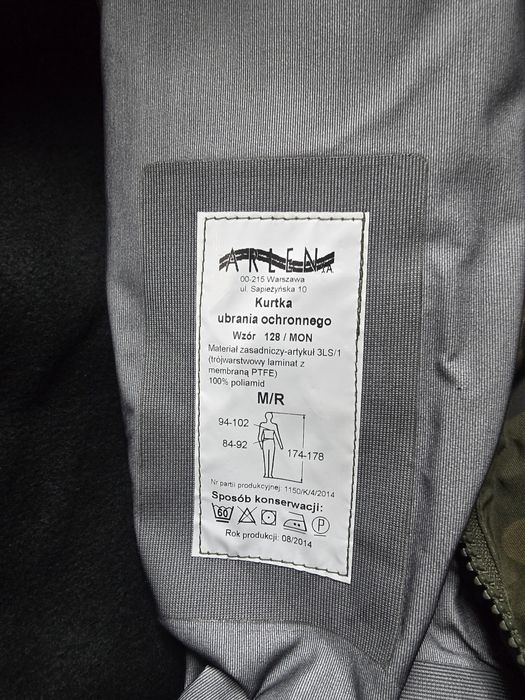 ARLEN S.A.
00-215 Warszawa
ul. Sapieżyńska 10
Kurtka
ubrania ochronnego
Wzór 128 / MON
Materiał zasadniczy-artykuł 3LS/1
(trójwarstwowy laminat z
membraną PTFE)
100% poliamid
M/R
94-102
84-92
174-178
Nr partii produkcyjnej: 1150/K/4/2014
Sposób konserwacji:
60 P
Rok produkcji: 08/2014